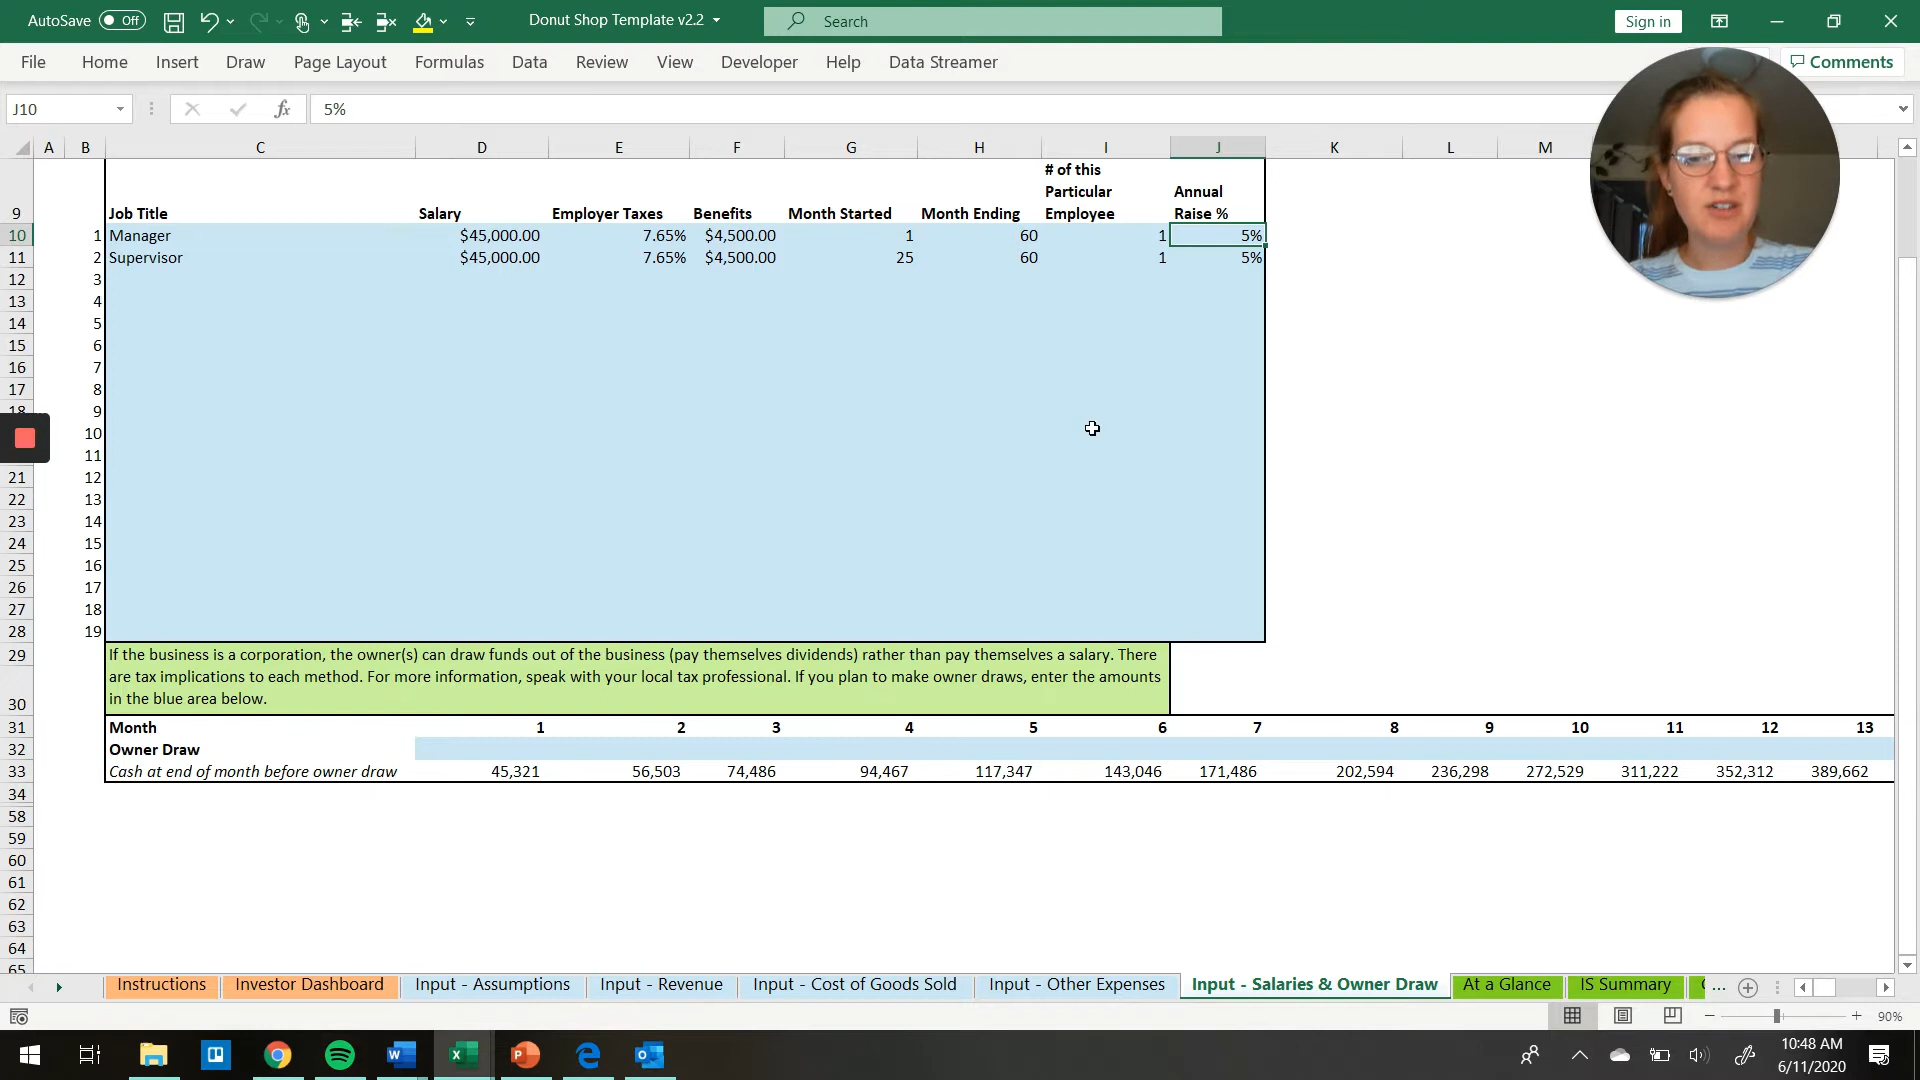 AutoSave Off Donut Shop Template v2.2 Search Sign in
File Home Insert Draw Page Layout Formulas Data Review View Developer Help Data Streamer Comments
J10 fx 5%
A B C D E F G H I J K L M
9 Job Title Salary Employer Taxes Benefits Month Started Month Ending # of this Particular Employee Annual Raise %
10 1 Manager $45,000.00 7.65% $4,500.00 1 60 1 5%
11 2 Supervisor $45,000.00 7.65% $4,500.00 25 60 1 5%
12 3
13 4
14 5
15 6
16 7
17 8
18 9
10
11
21 12
22 13
23 14
24 15
25 16
26 17
27 18
28 19
29 If the business is a corporation, the owner(s) can draw funds out of the business (pay themselves dividends) rather than pay themselves a salary. There
are tax implications to each method. For more information, speak with your local tax professional. If you plan to make owner draws, enter the amounts
30 in the blue area below.
31 Month 1 2 3 4 5 6 7 8 9 10 11 12 13
32 Owner Draw
33 Cash at end of month before owner draw 45,321 56,503 74,486 94,467 117,347 143,046 171,486 202,594 236,298 272,529 311,222 352,312 389,662
34
58
59
60
61
62
63
64
65
Instructions Investor Dashboard Input - Assumptions Input - Revenue Input - Cost of Goods Sold Input - Other Expenses Input - Salaries & Owner Draw At a Glance IS Summary ...
90%
10:48 AM
6/11/2020